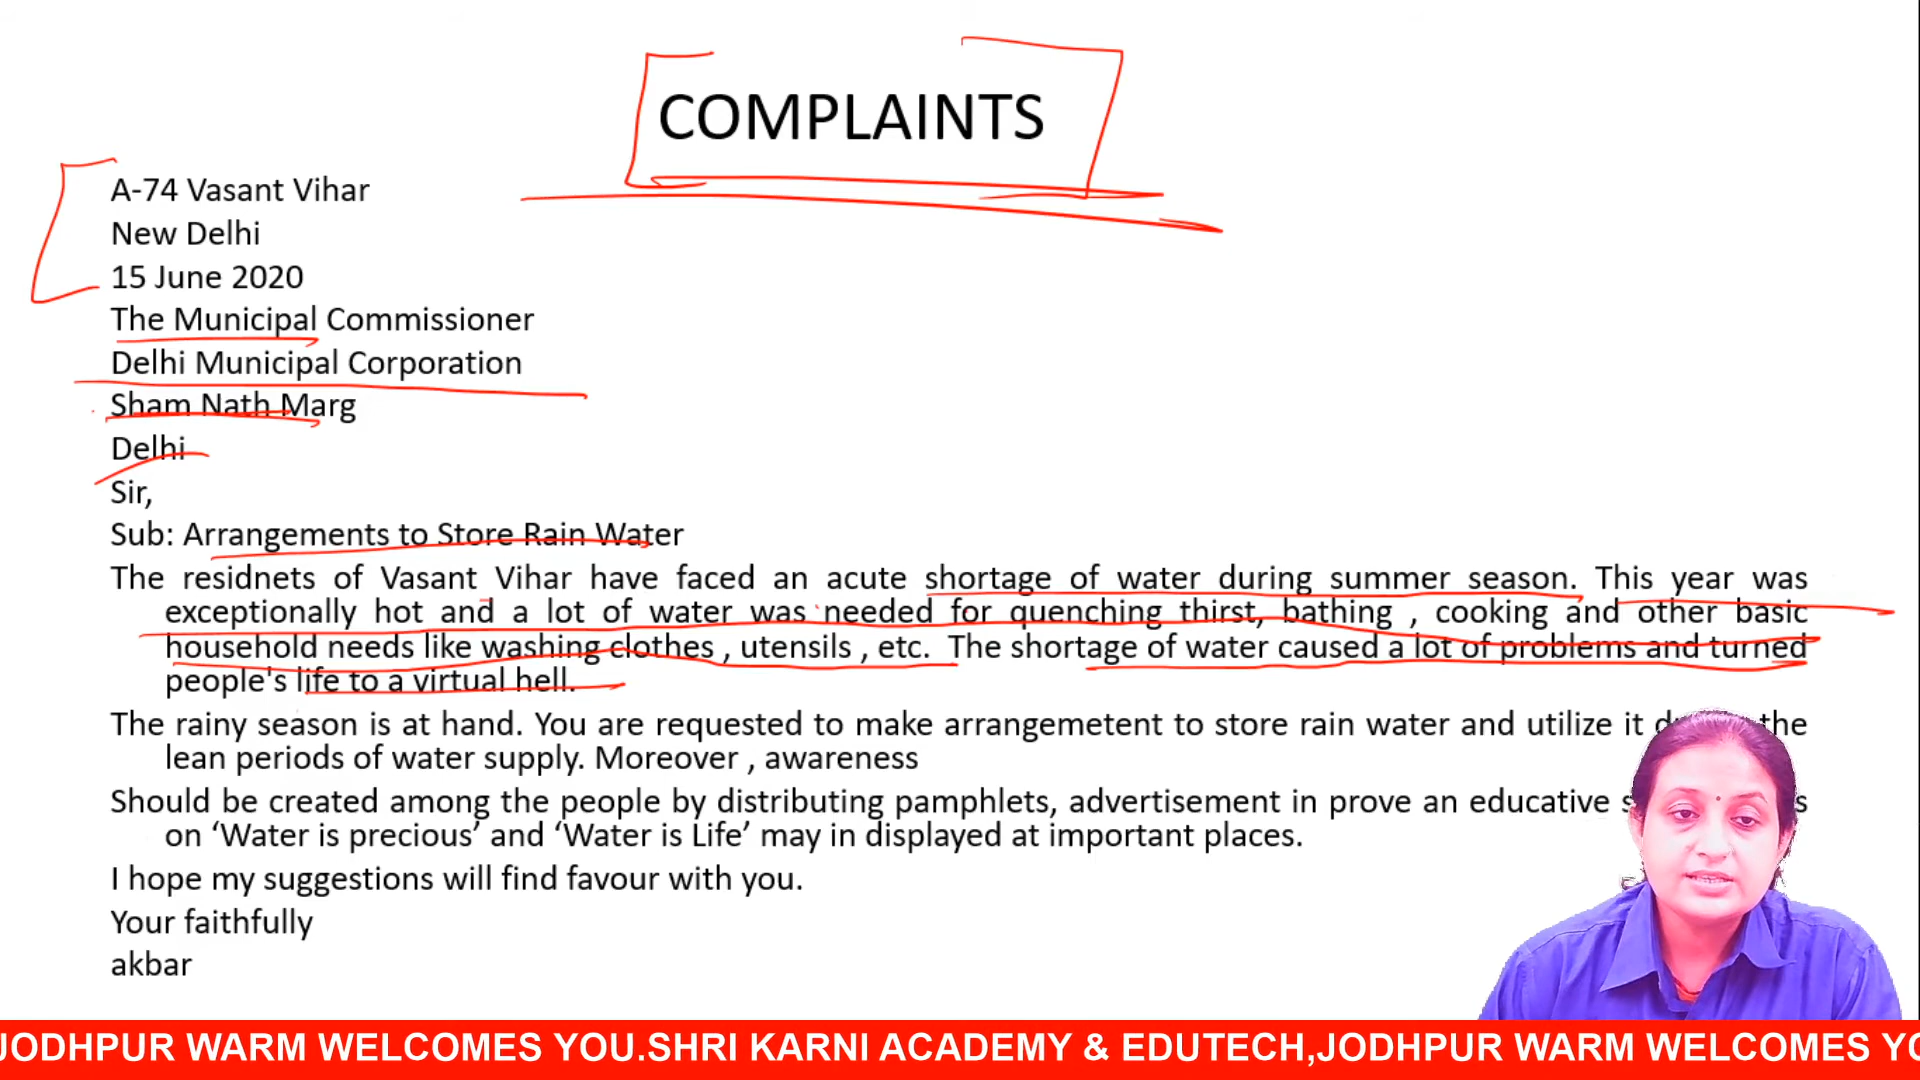 COMPLAINTS
A-74 Vasant Vihar
New Delhi
15 June 2020
The Municipal Commissioner
Delhi Municipal Corporation
Sham Nath Marg
Delhi
Sir,
Sub: Arrangements to Store Rain Water
The residnets of Vasant Vihar have faced an acute shortage of water during summer season. This year was
exceptionally hot and a lot of water was needed for quenching thirst, bathing , cooking and other basic
household needs like washing clothes , utensils , etc. The shortage of water caused a lot of problems and turned
people's life to a virtual hell.
The rainy season is at hand. You are requested to make arrangemetent to store rain water and utilize it the
lean periods of water supply. Moreover , awareness
Should be created among the people by distributing pamphlets, advertisement in prove an educative
on ‘Water is precious’ and ‘Water is Life’ may in displayed at important places.
I hope my suggestions will find favour with you.
Your faithfully
akbar
JODHPUR WARM WELCOMES YOU.SHRI KARNI ACADEMY & EDUTECH,JODHPUR WARM WELCOMES